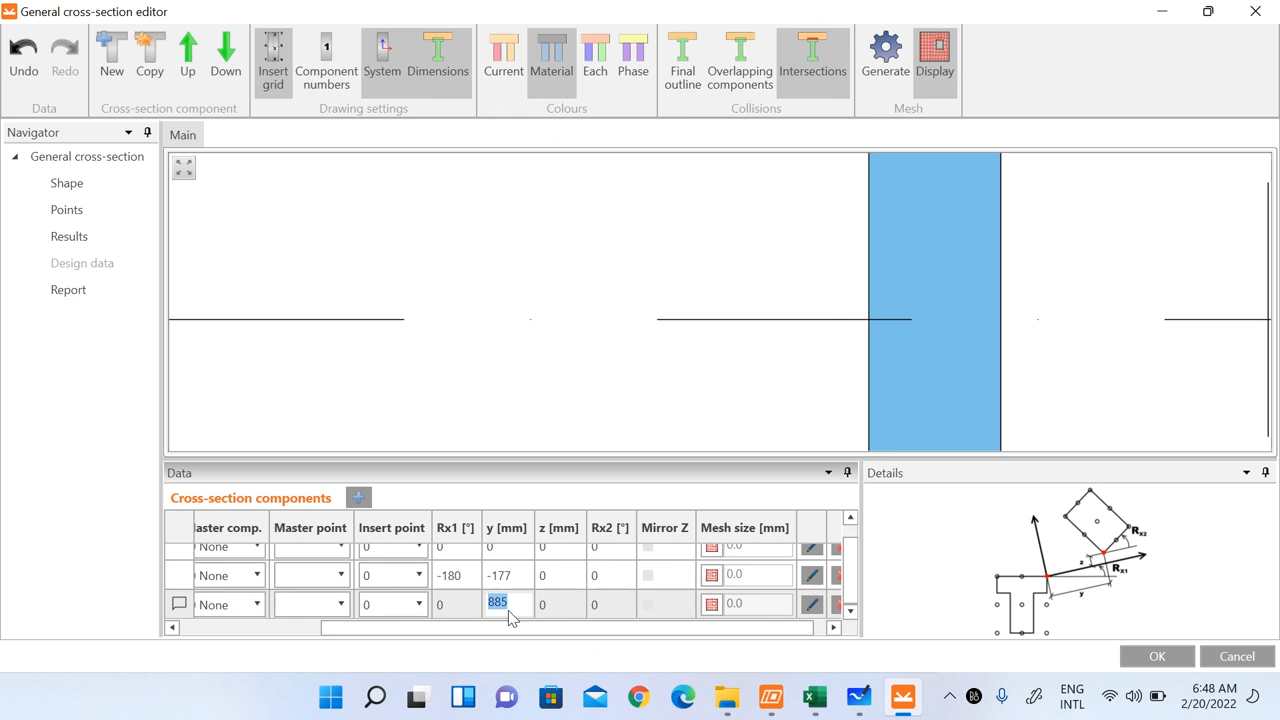 General cross-section editor
Undo Redo New Copy Up Down Insert grid Component numbers System Dimensions Current Material Each Phase Final outline Overlapping components Intersections Generate Display
Data Cross-section component Drawing settings Colours Collisions Mesh
Navigator
Main
General cross-section
Shape
Points
Results
Design data
Report
Data
Details
Cross-section components
laster comp. Master point Insert point Rx1 [°] y [mm] z [mm] Rx2 [°] Mirror Z Mesh size [mm]
None 0 0 0 0 0 0.0
None 0 -180 -177 0 0 0.0
None 0 0 885 0 0 0.0
Rx2
z
Rx1
y
OK Cancel
ENG
INTL
6:48 AM
2/20/2022